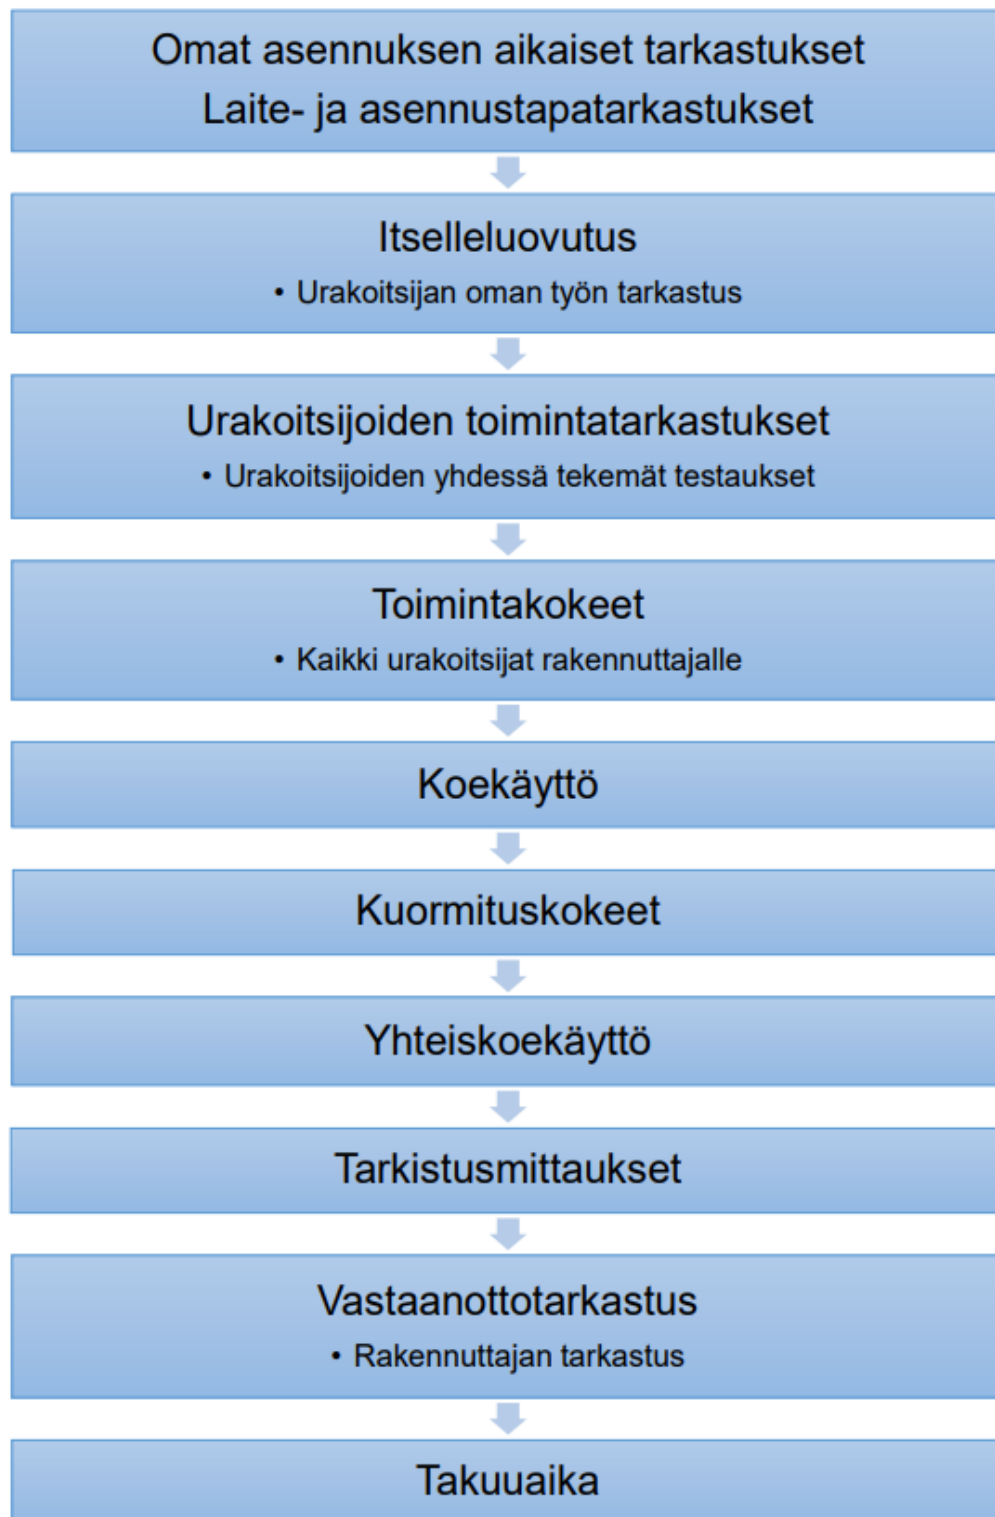 Omat asennuksen aikaiset tarkastukset
Laite- ja asennustapatarkastukset
Itselleluovutus
• Urakoitsijan oman työn tarkastus
Urakoitsijoiden toimintatarkastukset
• Urakoitsijoiden yhdessä tekemät testaukset
Toimintakokeet
• Kaikki urakoitsijat rakennuttajalle
Koekäyttö
Kuormituskokeet
Yhteiskoekäyttö
Tarkistusmittaukset
Vastaanottotarkastus
• Rakennuttajan tarkastus
Takuuaika